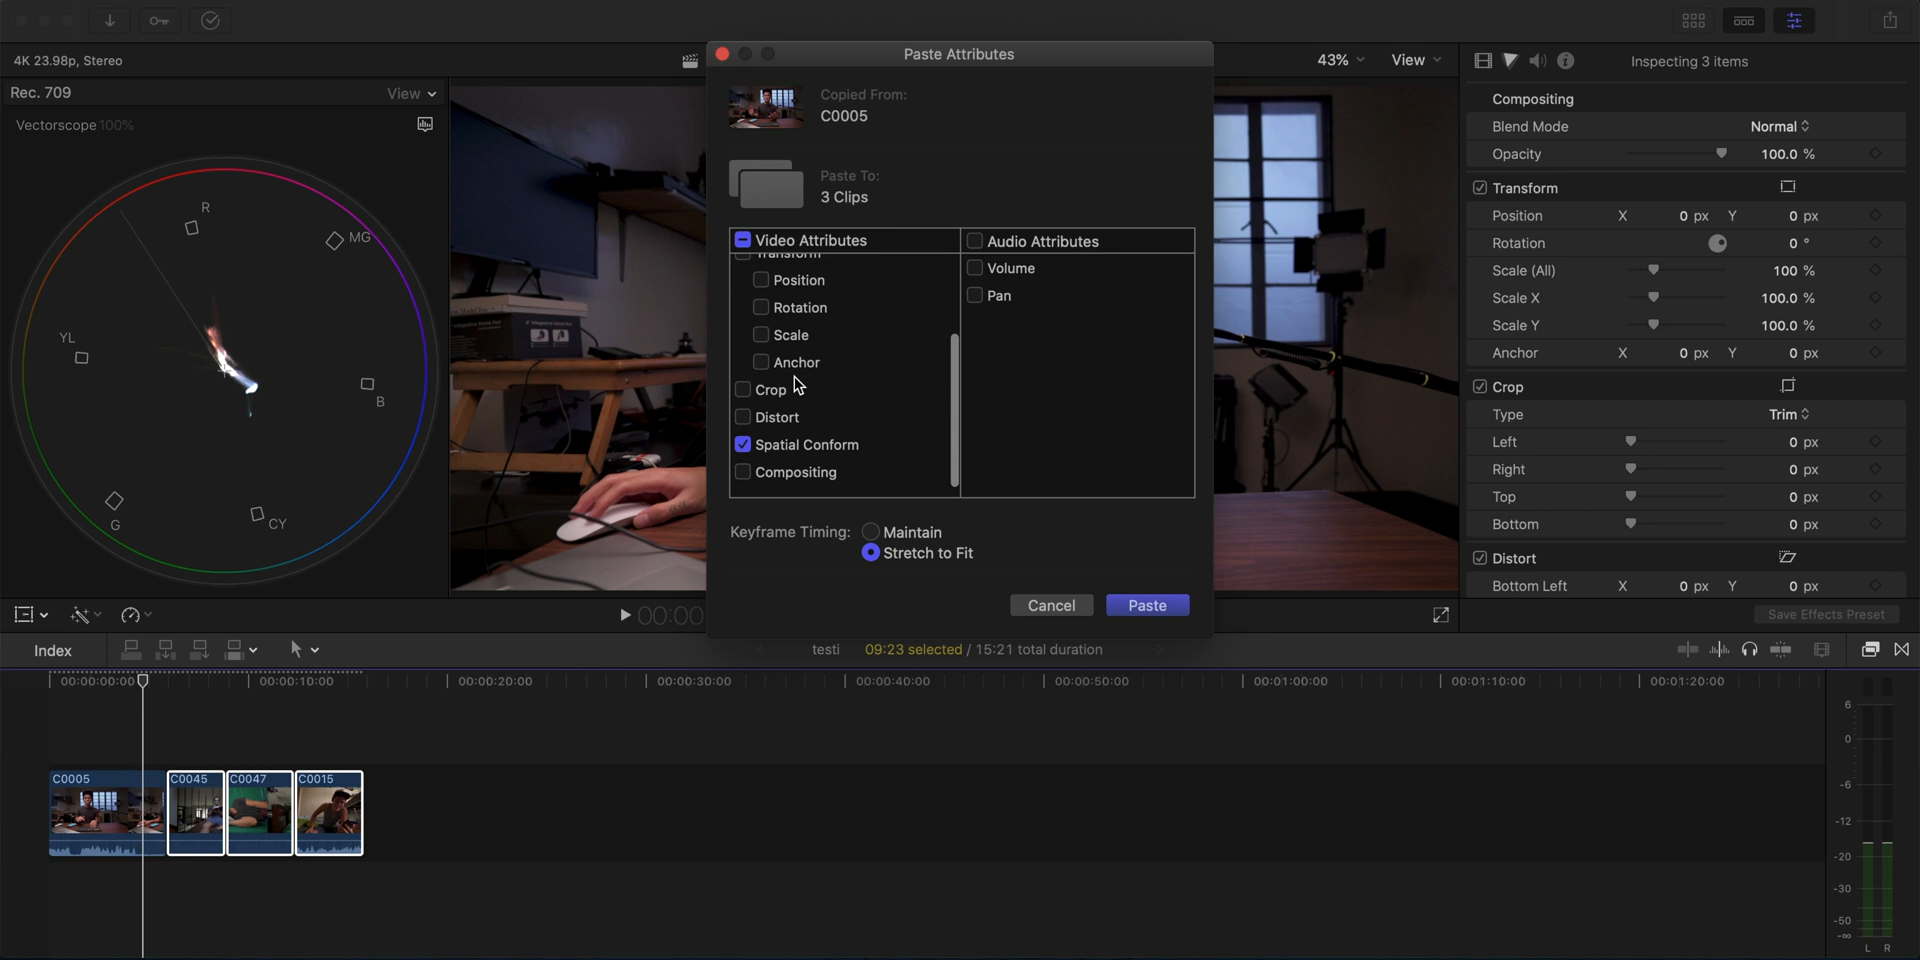 4K 23.98p, Stereo
43%
View
Rec. 709
View
Vectorscope 100%
R
MG
YL
B
G
CY
Paste Attributes
Copied From:
C0005
Paste To:
3 Clips
Video Attributes
Audio Attributes
Transform
Position
Rotation
Scale
Anchor
Crop
Distort
Spatial Conform
Compositing
Volume
Pan
Keyframe Timing:
Maintain
Stretch to Fit
Cancel
Paste
Inspecting 3 items
Compositing
Blend Mode Normal
Opacity 100.0 %
Transform
Position X 0 px Y 0 px
Rotation 0 °
Scale (All) 100 %
Scale X 100.0 %
Scale Y 100.0 %
Anchor X 0 px Y 0 px
Crop
Type Trim
Left 0 px
Right 0 px
Top 0 px
Bottom 0 px
Distort
Bottom Left X 0 px Y 0 px
Save Effects Preset
00:00
Index
testi 09:23 selected / 15:21 total duration
00:00:00:00 00:00:10:00 00:00:20:00 00:00:30:00 00:00:40:00 00:00:50:00 00:01:00:00 00:01:10:00 00:01:20:00
C0005 C0045 C0047 C0015
6
0
-6
-12
-20
-30
-50
-∞
L R